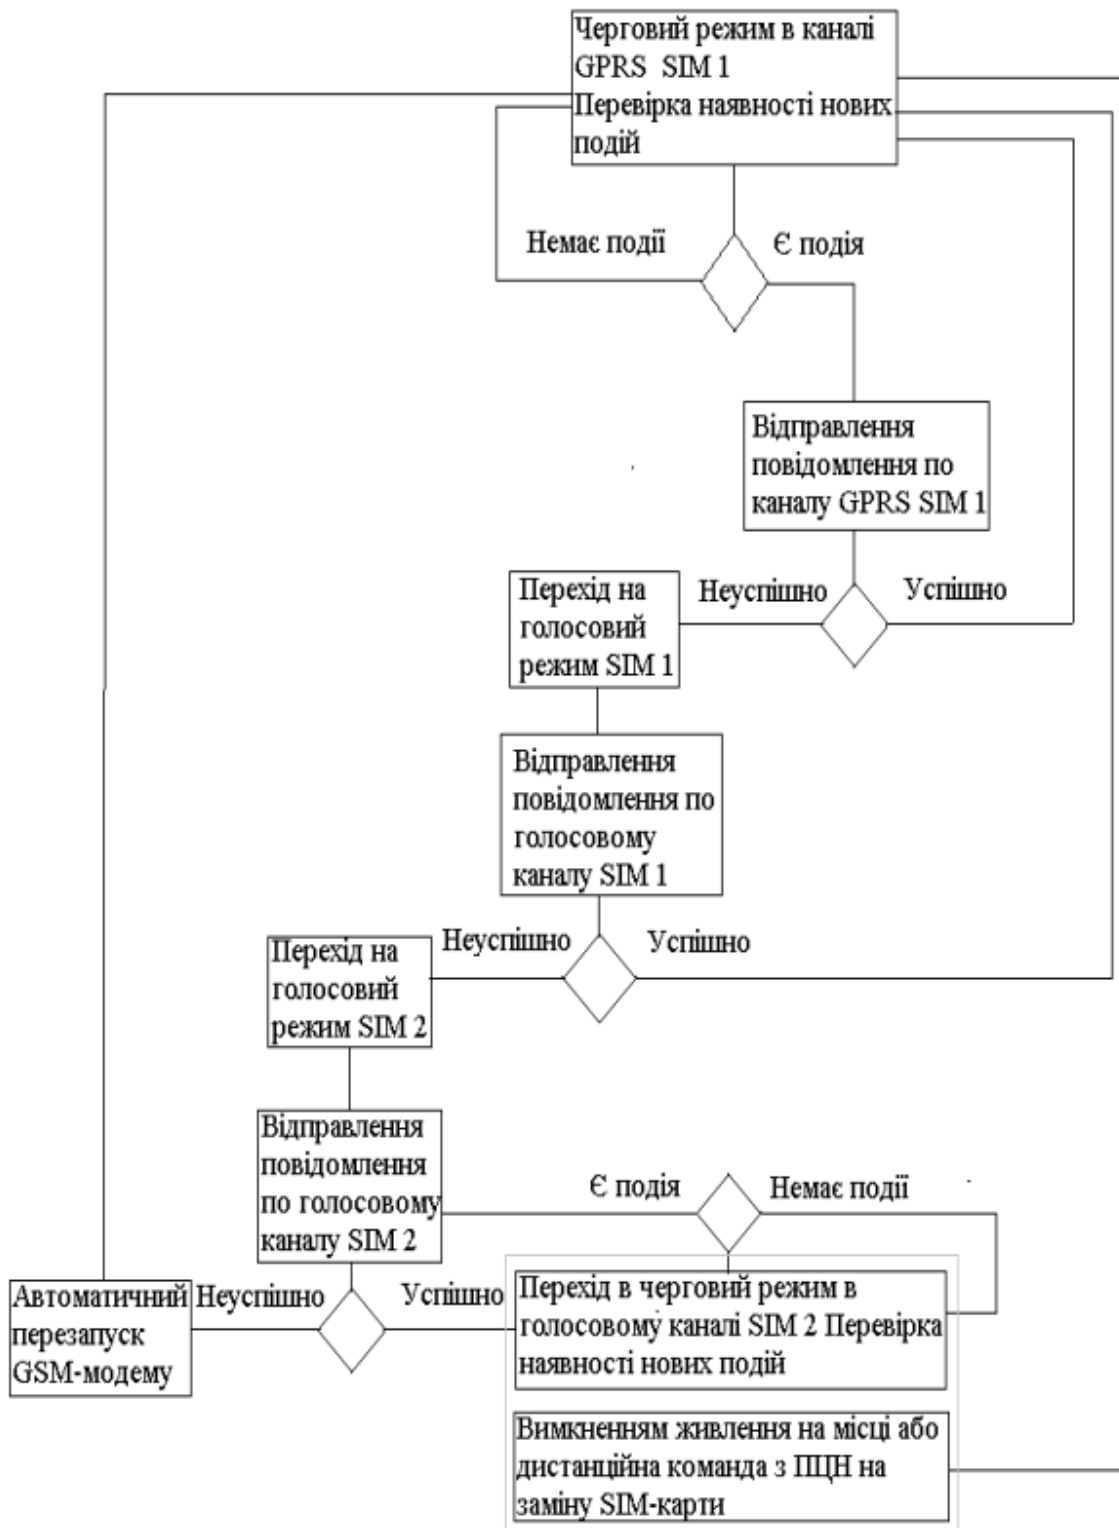 Черговий режим в каналі
GPRS SIM 1
Перевірка наявності нових
подій
Немає події
Є подія
Відправлення
повідомлення по
каналу GPRS SIM 1
Неуспішно
Успішно
Перехід на
голосовий
режим SIM 1
Відправлення
повідомлення по
голосовому
каналу SIM 1
Неуспішно
Успішно
Перехід на
голосовий
режим SIM 2
Відправлення
повідомлення
по голосовому
каналу SIM 2
Є подія
Немає події
Автоматичний
перезапуск
GSM-модему
Неуспішно
Успішно
Перехід в черговий режим в
голосовому каналі SIM 2 Перевірка
наявності нових подій
Вимкненням живлення на місці або
дистанційна команда з ПЦН на
заміну SIM-карти